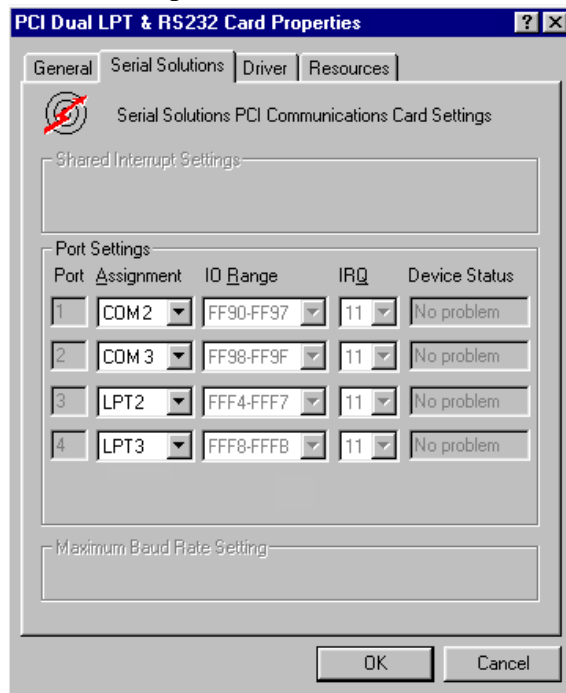 PCI Dual LPT & RS232 Card Properties ? X
General Serial Solutions Driver Resources
Serial Solutions PCI Communications Card Settings
Shared Interrupt Settings
Port Settings
Port Assignment IO Range IRQ Device Status
1 COM 2 FF90-FF97 11 No problem
2 COM 3 FF98-FF9F 11 No problem
3 LPT2 FFF4-FFF7 11 No problem
4 LPT3 FFF8-FFFB 11 No problem
Maximum Baud Rate Setting
OK Cancel